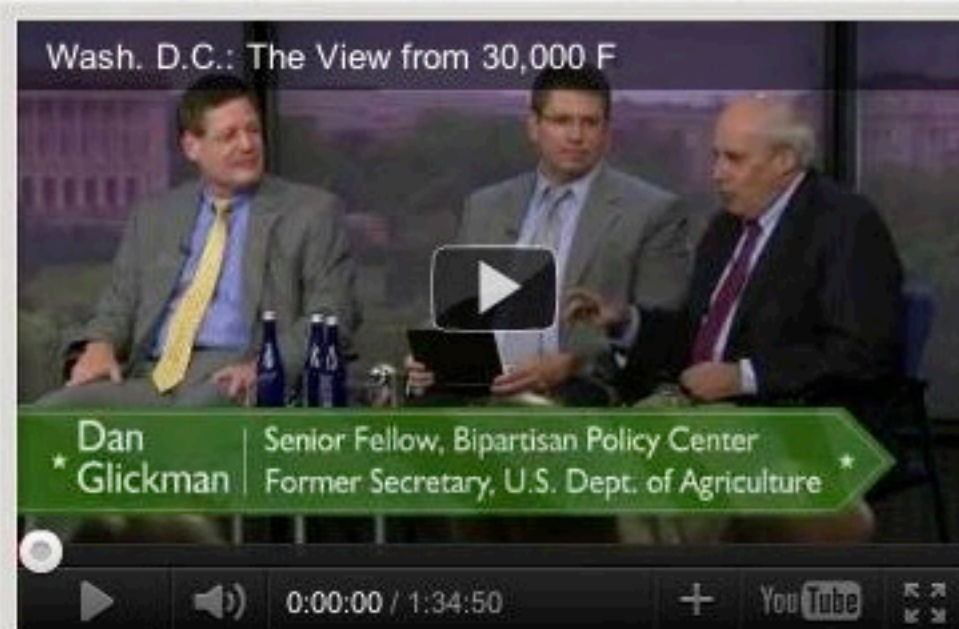 Wash. D.C.: The View from 30,000 F
Dan
Glickman
Senior Fellow, Bipartisan Policy Center
Former Secretary, U.S. Dept. of Agriculture
0:00:00 / 1:34:50
YouTube